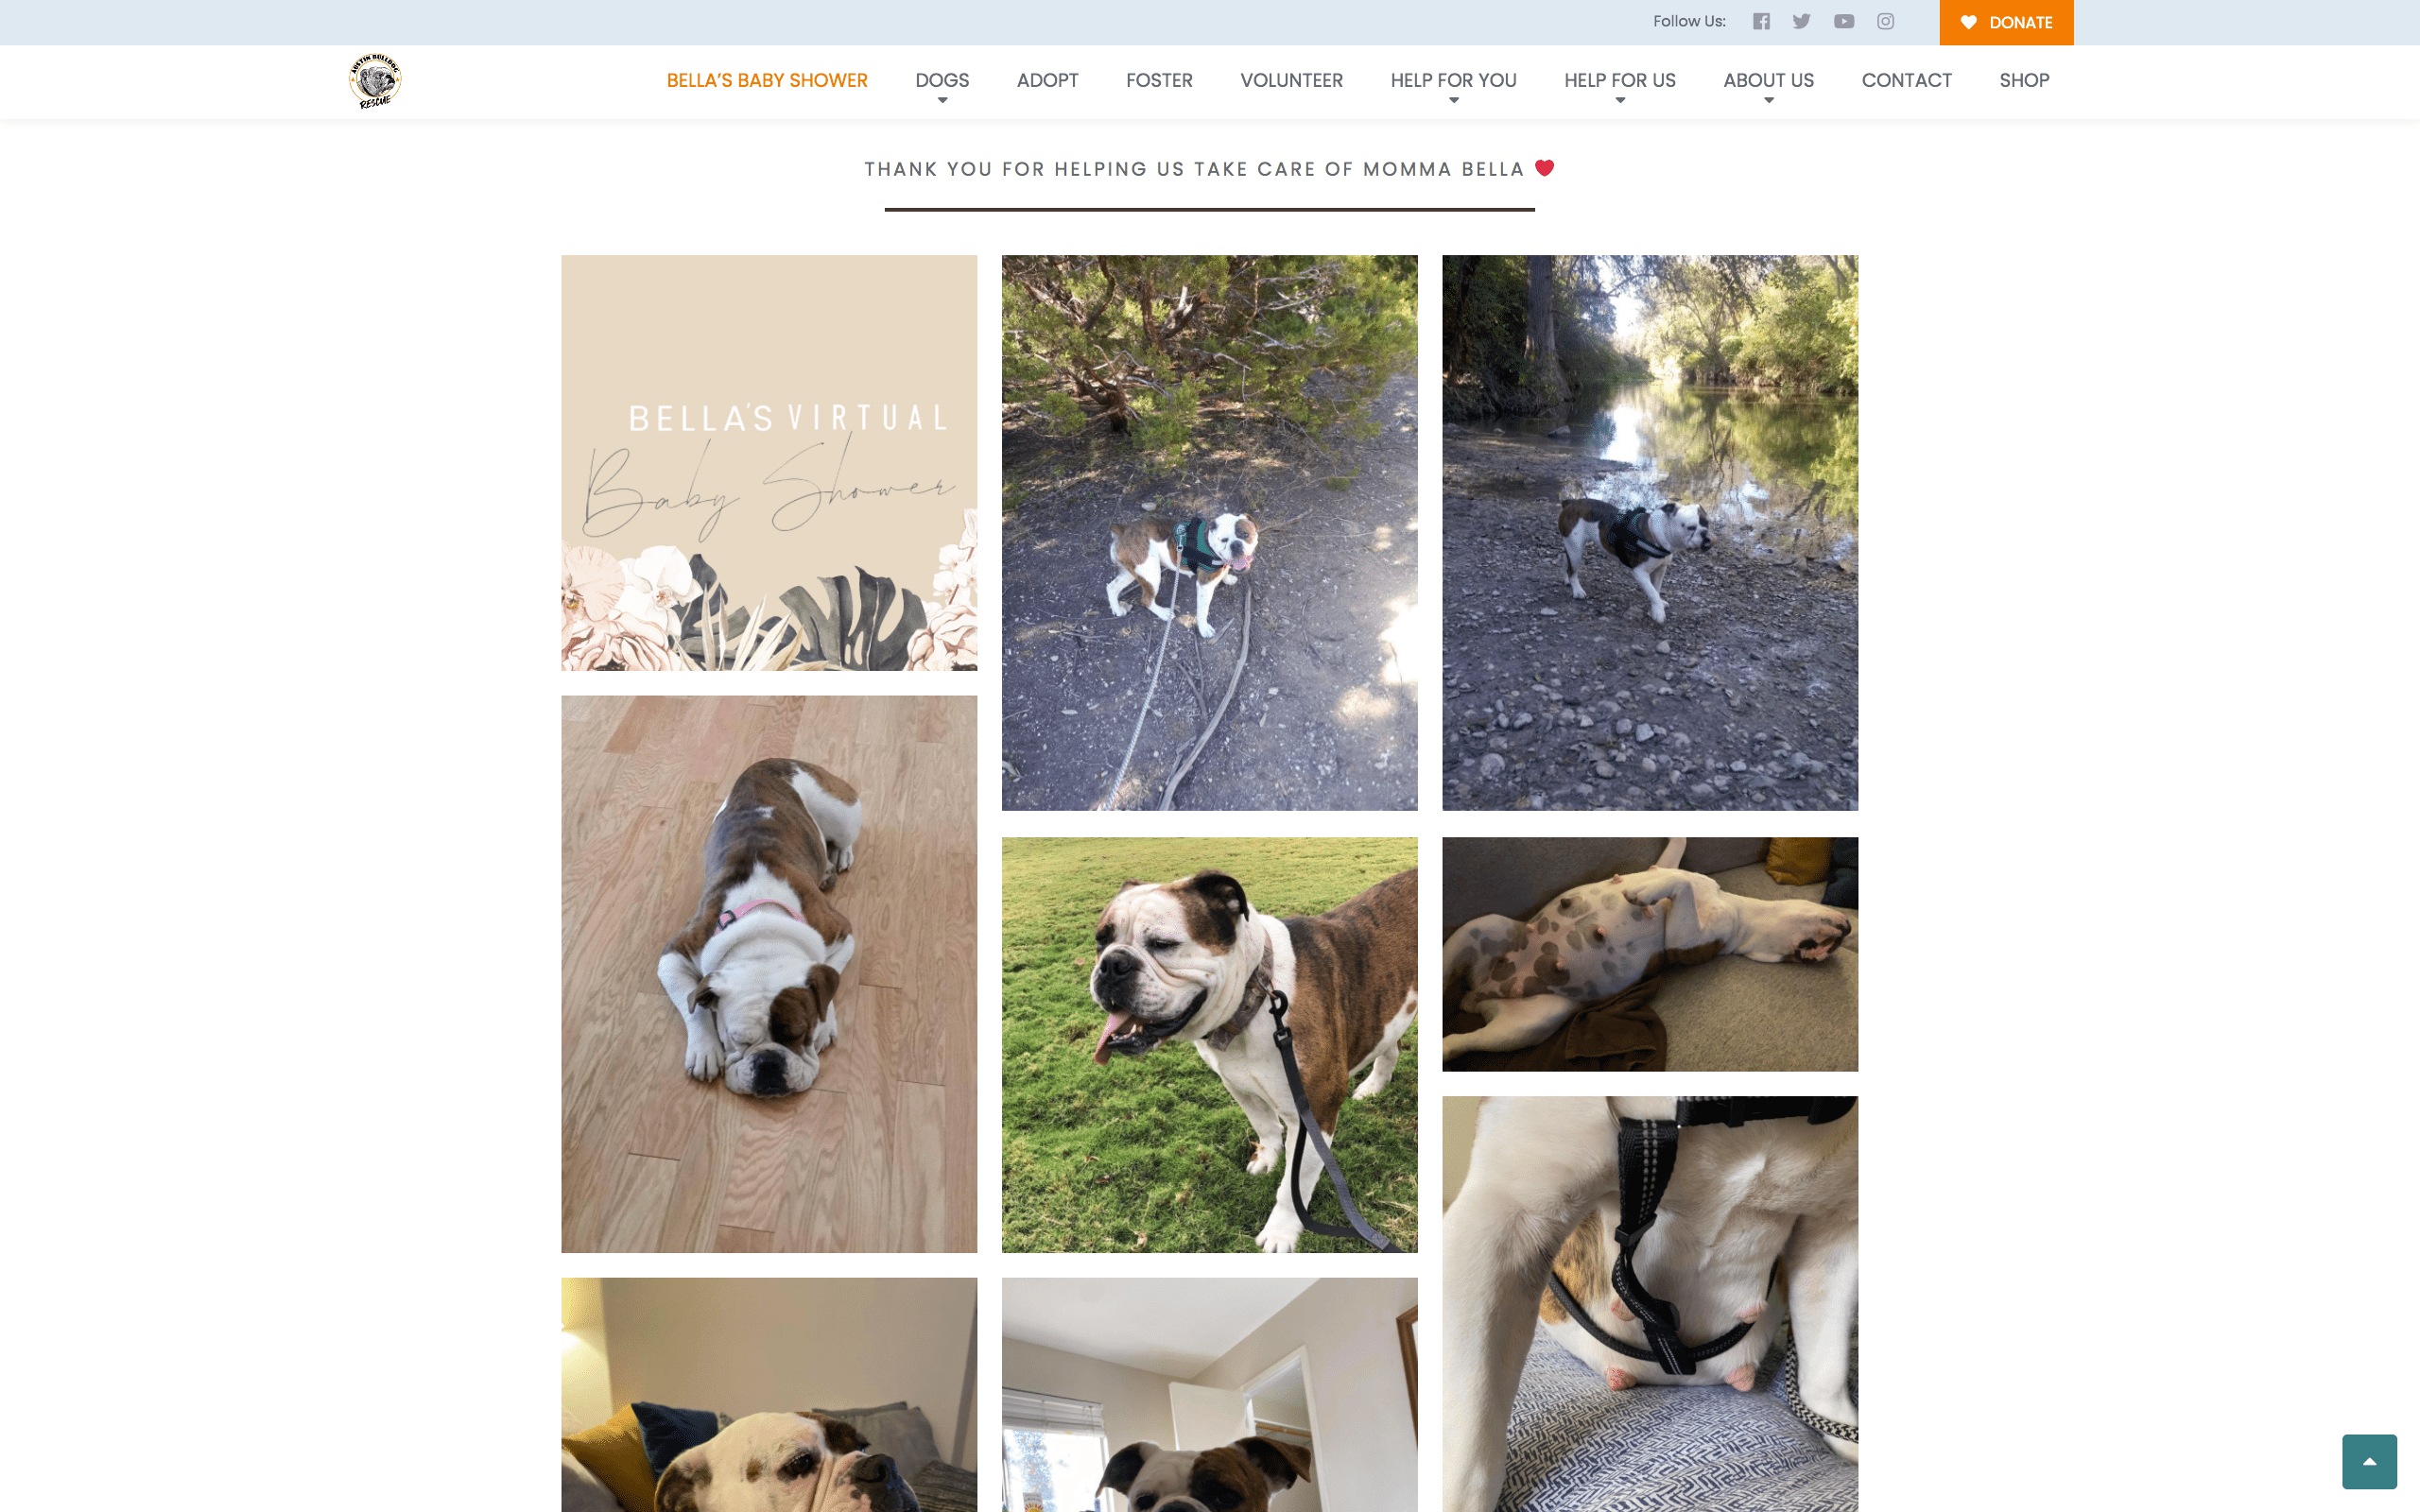 Follow Us:
DONATE
AUSTIN BULLDOG
RESCUE
BELLA'S BABY SHOWER
DOGS
ADOPT
FOSTER
VOLUNTEER
HELP FOR YOU
HELP FOR US
ABOUT US
CONTACT
SHOP
THANK YOU FOR HELPING US TAKE CARE OF MOMMA BELLA ❤
BELLA'S VIRTUAL
Baby Shower